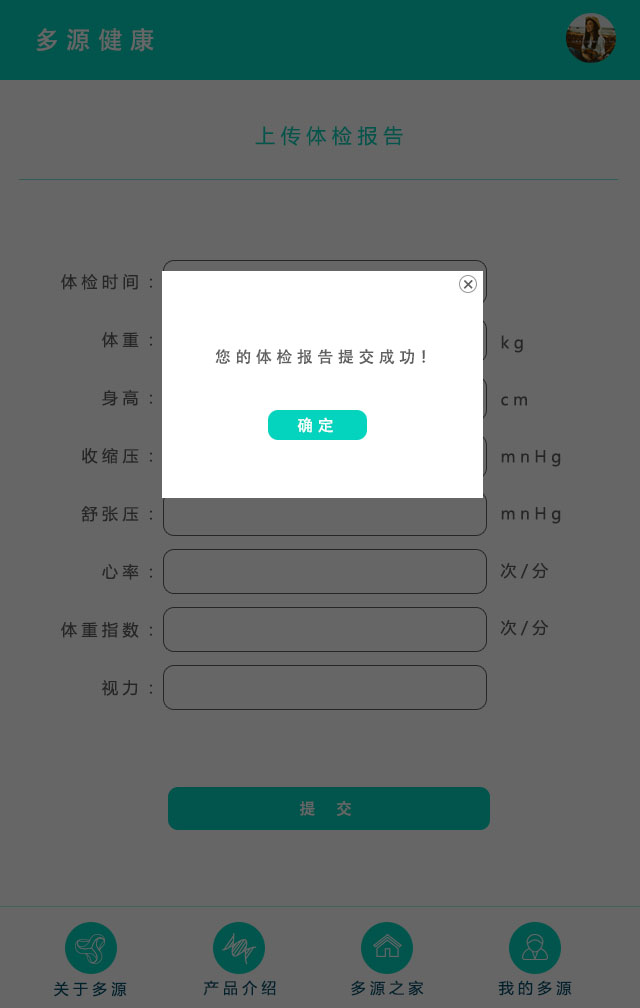 多源健康
上传体检报告
体检时间：
体重： kg
您的体检报告提交成功！
身高： cm
确定
收缩压： mnHg
舒张压： mnHg
心率： 次/分
体重指数： 次/分
视力：
提 交
关于多源 产品介绍 多源之家 我的多源